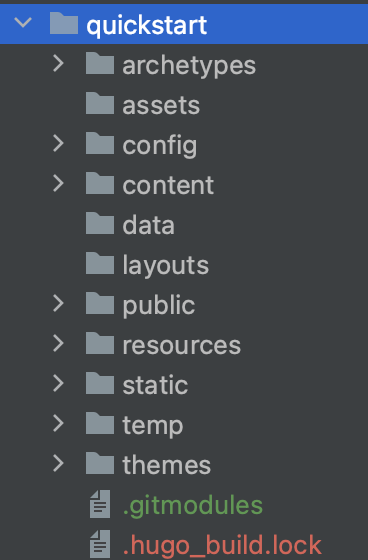 quickstart
archetypes
assets
config
content
data
layouts
public
resources
static
temp
themes
.gitmodules
.hugo_build.lock